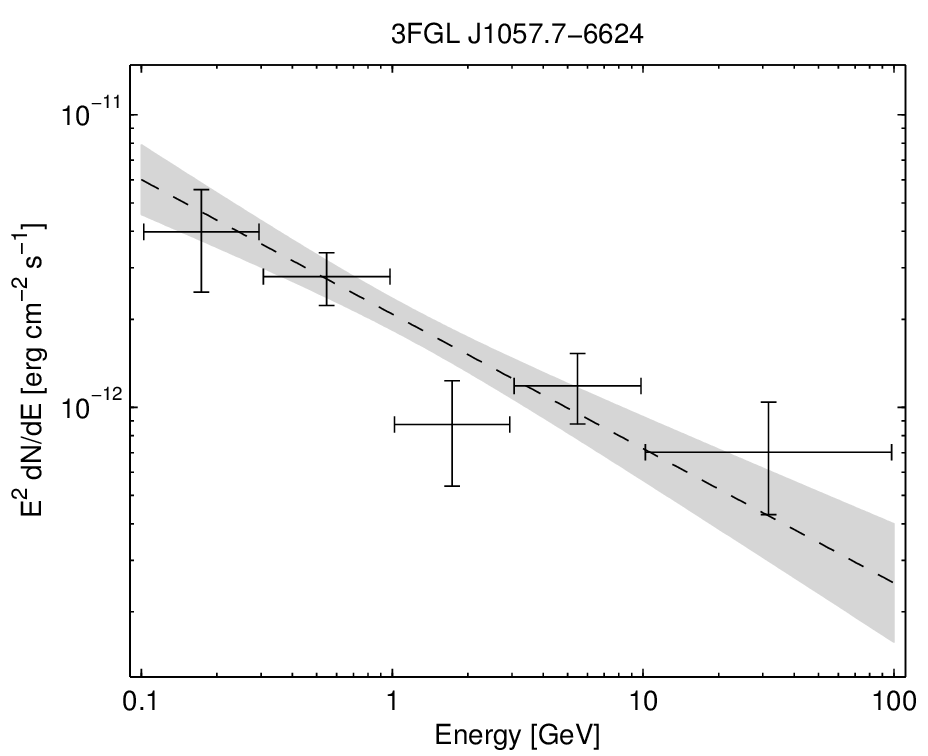 3FGL J1057.7−6624
10⁻¹¹
10⁻¹²
E² dN/dE [erg cm⁻² s⁻¹]
0.1 1 10 100
Energy [GeV]